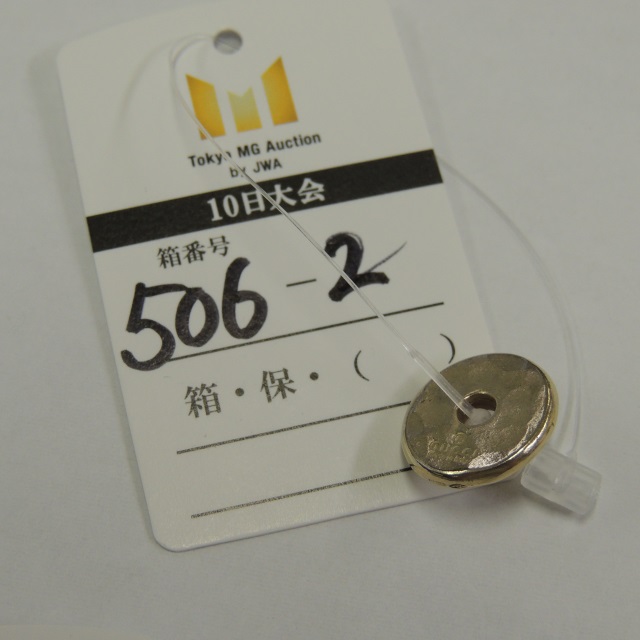 Tokyo MG Auction
by JWA
10日大会
箱番号
506-2
箱・保・（　　）